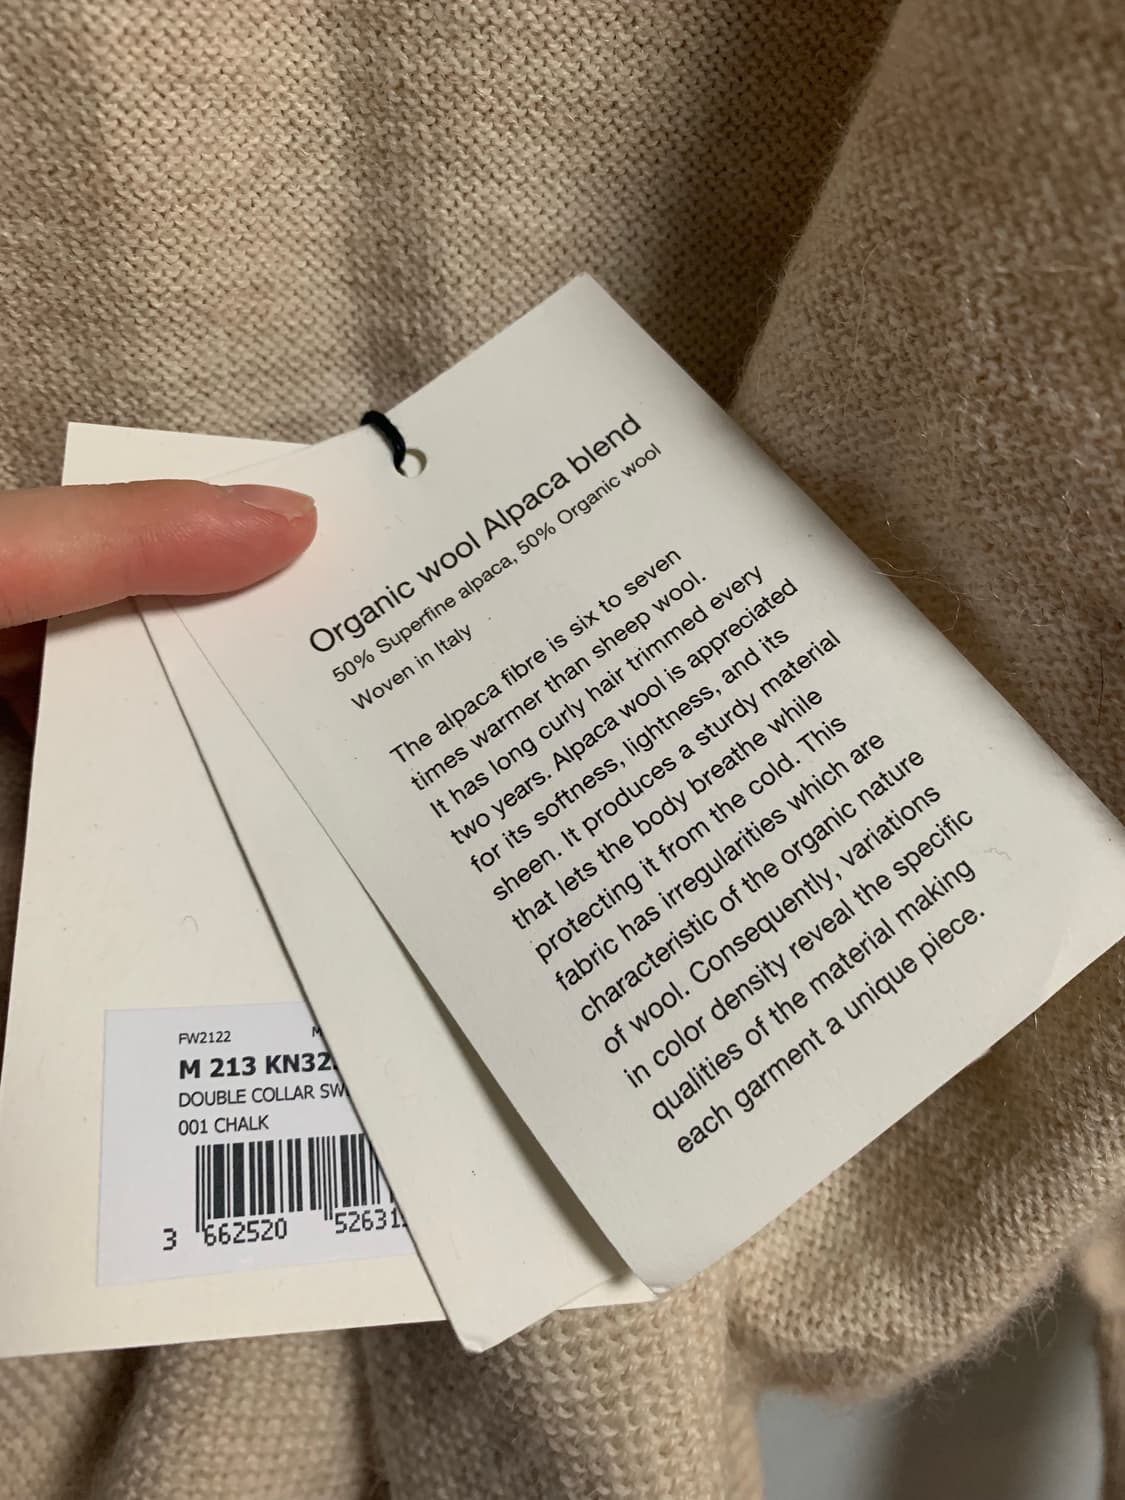 Organic wool Alpaca blend
50% Superfine alpaca, 50% Organic wool
Woven in Italy
The alpaca fibre is six to seven
times warmer than sheep wool.
It has long curly hair trimmed every
two years. Alpaca wool is appreciated
for its softness, lightness, and its
sheen. It produces a sturdy material
that lets the body breathe while
protecting it from the cold. This
fabric has irregularities which are
characteristic of the organic nature
of wool. Consequently, variations
in color density reveal the specific
qualities of the material making
each garment a unique piece.
FW2122 M
M 213 KN32
DOUBLE COLLAR SW
001 CHALK
3 662520 52631